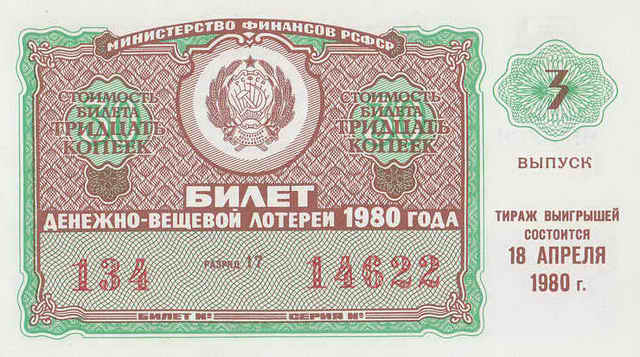 МИНИСТЕРСТВО ФИНАНСОВ РСФСР
СТОИМОСТЬ
БИЛЕТА
ТРИДЦАТЬ
КОПЕЕК
СТОИМОСТЬ
БИЛЕТА
ТРИДЦАТЬ
КОПЕЕК
БИЛЕТ
ДЕНЕЖНО-ВЕЩЕВОЙ ЛОТЕРЕИ 1980 ГОДА
134 РАЗРЯД 17 14622
БИЛЕТ № СЕРИЯ №
3
ВЫПУСК
ТИРАЖ ВЫИГРЫШЕЙ
СОСТОИТСЯ
18 АПРЕЛЯ
1980 г.